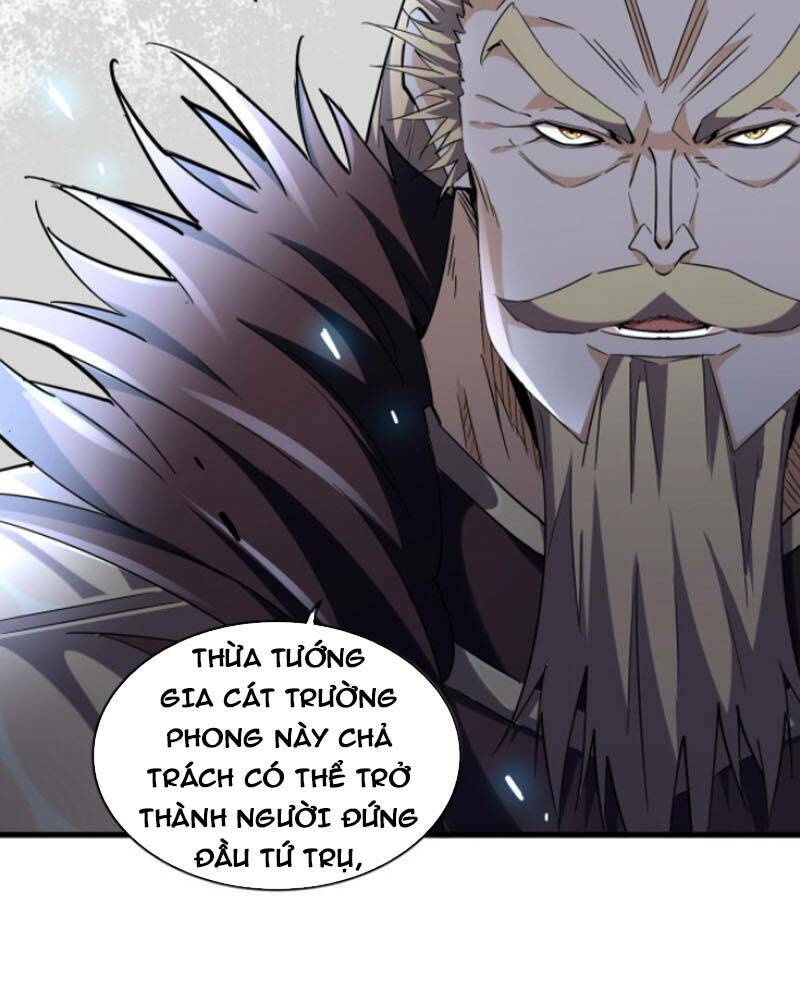 THỪA TƯỚNG
GIA CÁT TRƯỜNG
PHONG NÀY CHẢ
TRÁCH CÓ THỂ TRỞ
THÀNH NGƯỜI ĐỨNG
ĐẦU TỨ TRỤ,